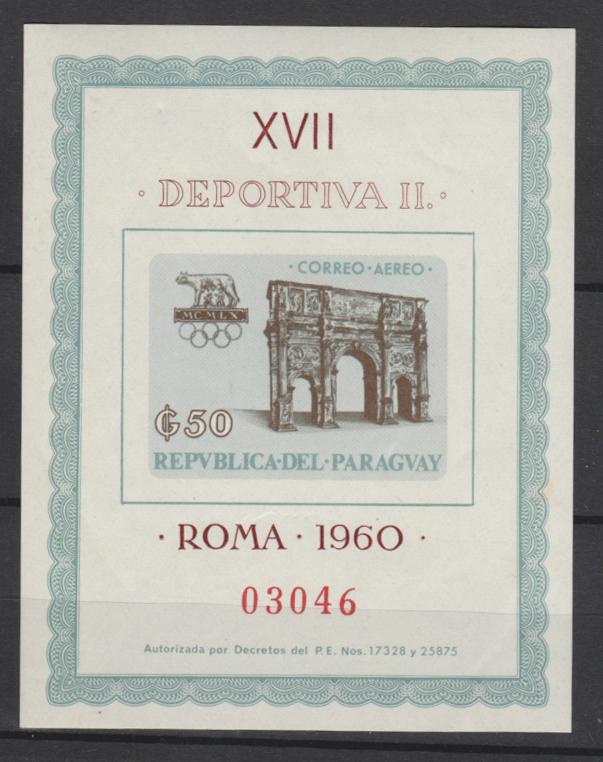 XVII
· DEPORTIVA II. ·
· CORREO · AEREO ·
MCMLX
₲50
REPVBLICA · DEL · PARAGVAY
· ROMA · 1960 ·
03046
Autorizada por Decretos del P.E. Nos. 17328 y 25875